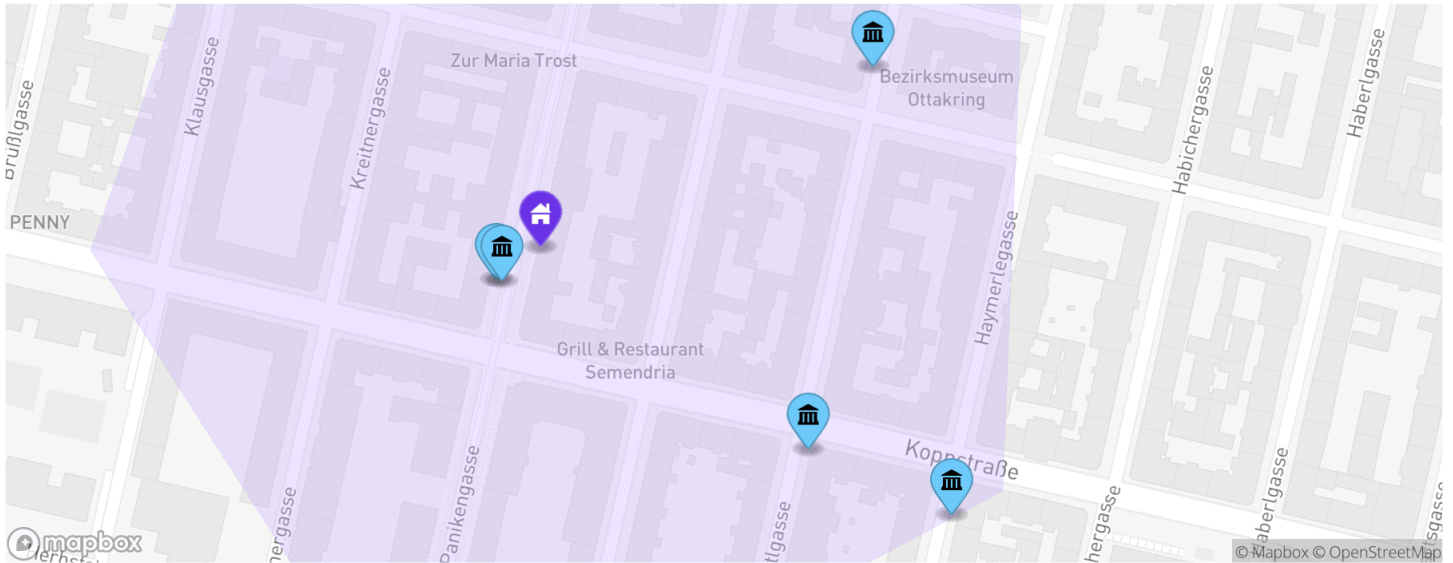 Brüßlgasse
Klausgasse
Kreitnergasse
Zur Maria Trost
Bezirksmuseum
Ottakring
Habichergasse
Haberlgasse
PENNY
Haymerlegasse
Grill & Restaurant
Semendria
Koppstraße
Panikengasse
mapbox
© Mapbox © OpenStreetMap